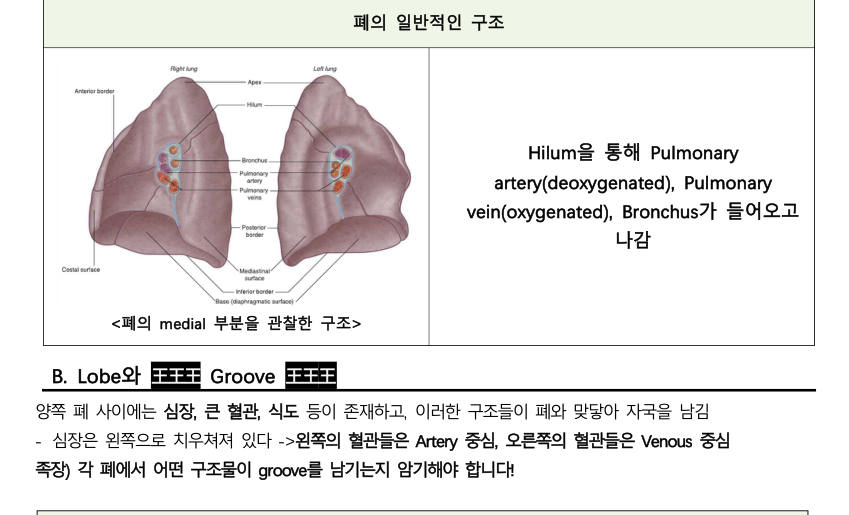 폐의 일반적인 구조
Right lung
Left lung
Apex
Anterior border
Hilum
Bronchus
Pulmonary
artery
Pulmonary
veins
Posterior
border
Costal surface
Mediastinal
surface
Inferior border
Base (diaphragmatic surface)
<폐의 medial 부분을 관찰한 구조>
Hilum을 통해 Pulmonary
artery(deoxygenated), Pulmonary
vein(oxygenated), Bronchus가 들어오고
나감
B. Lobe와 Groove
양쪽 폐 사이에는 심장, 큰 혈관, 식도 등이 존재하고, 이러한 구조들이 폐와 맞닿아 자국을 남김
- 심장은 왼쪽으로 치우쳐져 있다 ->왼쪽의 혈관들은 Artery 중심, 오른쪽의 혈관들은 Venous 중심
족장) 각 폐에서 어떤 구조물이 groove를 남기는지 암기해야 합니다!